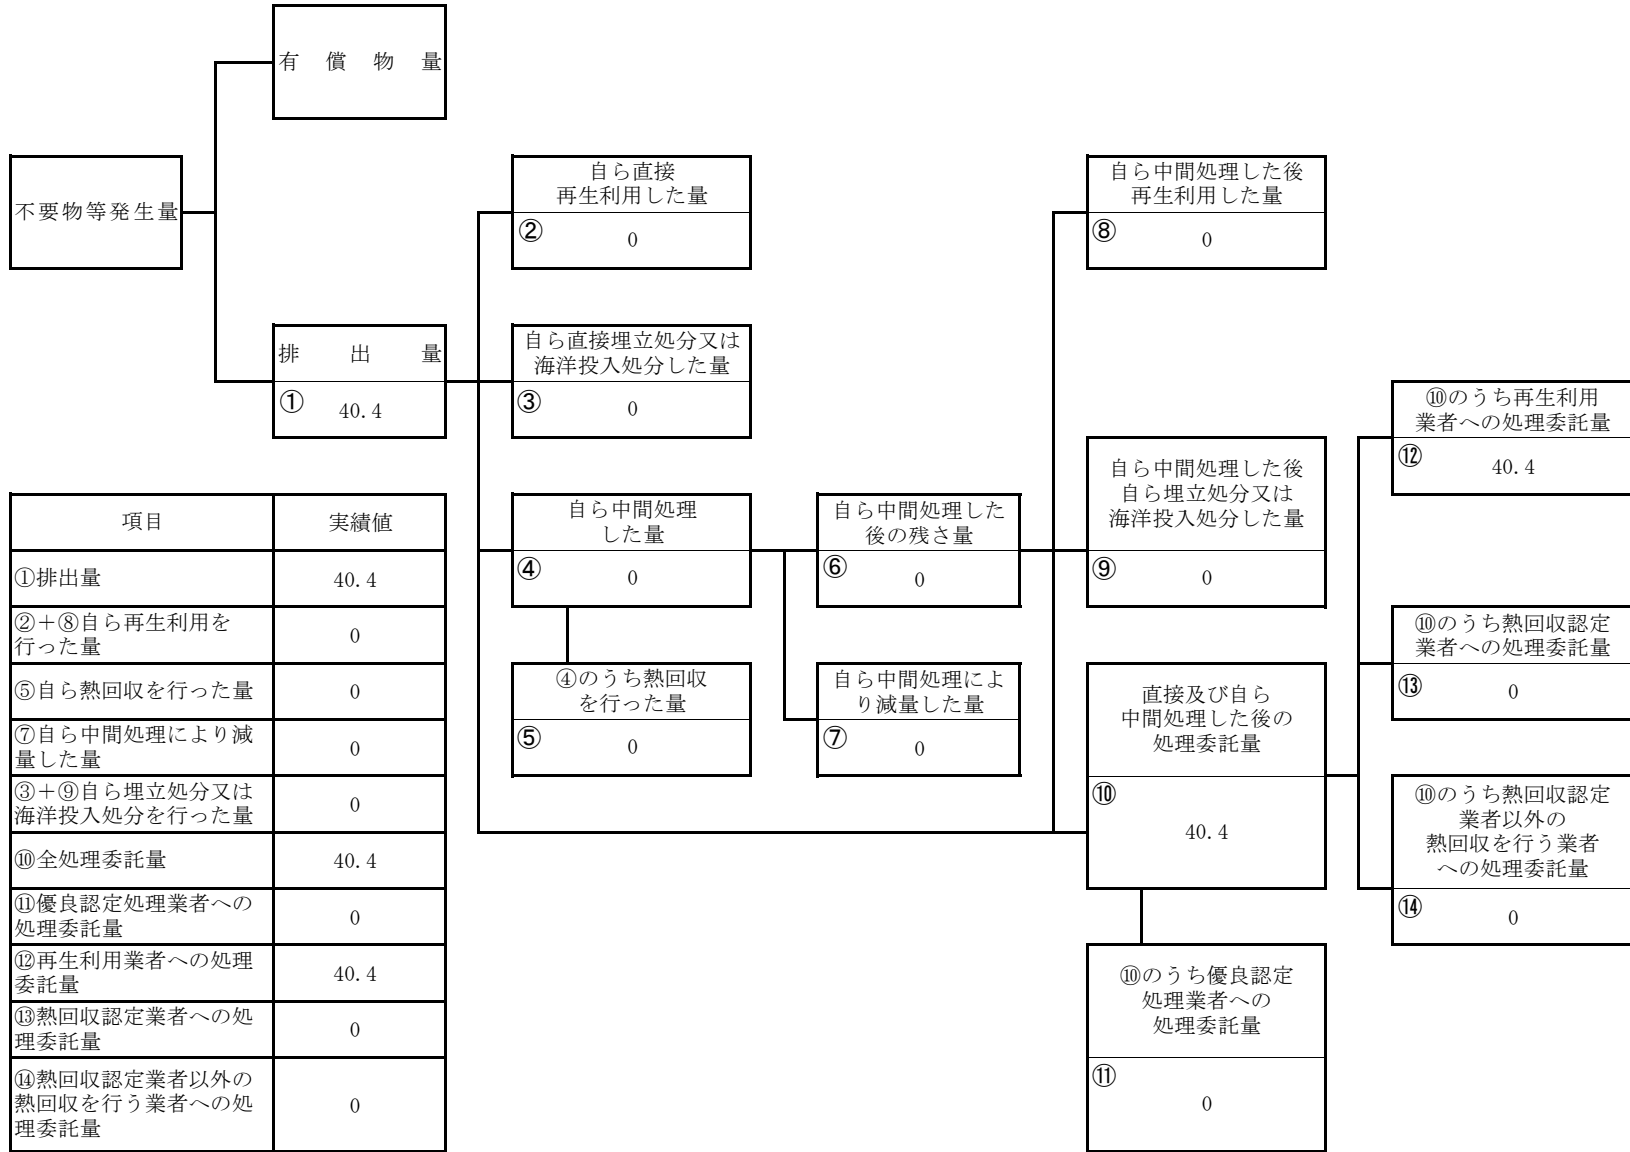 有償物量
不要物等発生量
排出量
① 40.4
自ら直接
再生利用した量
② 0
自ら直接埋立処分又は
海洋投入処分した量
③ 0
自ら中間処理
した量
④ 0
④のうち熱回収
を行った量
⑤ 0
自ら中間処理した
後の残さ量
⑥ 0
自ら中間処理によ
り減量した量
⑦ 0
自ら中間処理した後
再生利用した量
⑧ 0
自ら中間処理した後
自ら埋立処分又は
海洋投入処分した量
⑨ 0
直接及び自ら
中間処理した後の
処理委託量
⑩
40.4
⑩のうち優良認定
処理業者への
処理委託量
⑪
0
⑩のうち再生利用
業者への処理委託量
⑫ 40.4
⑩のうち熱回収認定
業者への処理委託量
⑬ 0
⑩のうち熱回収認定
業者以外の
熱回収を行う業者
への処理委託量
⑭ 0
項目 実績値
①排出量 40.4
②＋⑧自ら再生利用を
行った量 0
⑤自ら熱回収を行った量 0
⑦自ら中間処理により減
量した量 0
③＋⑨自ら埋立処分又は
海洋投入処分を行った量 0
⑩全処理委託量 40.4
⑪優良認定処理業者への
処理委託量 0
⑫再生利用業者への処理
委託量 40.4
⑬熱回収認定業者への処
理委託量 0
⑭熱回収認定業者以外の
熱回収を行う業者への処
理委託量 0